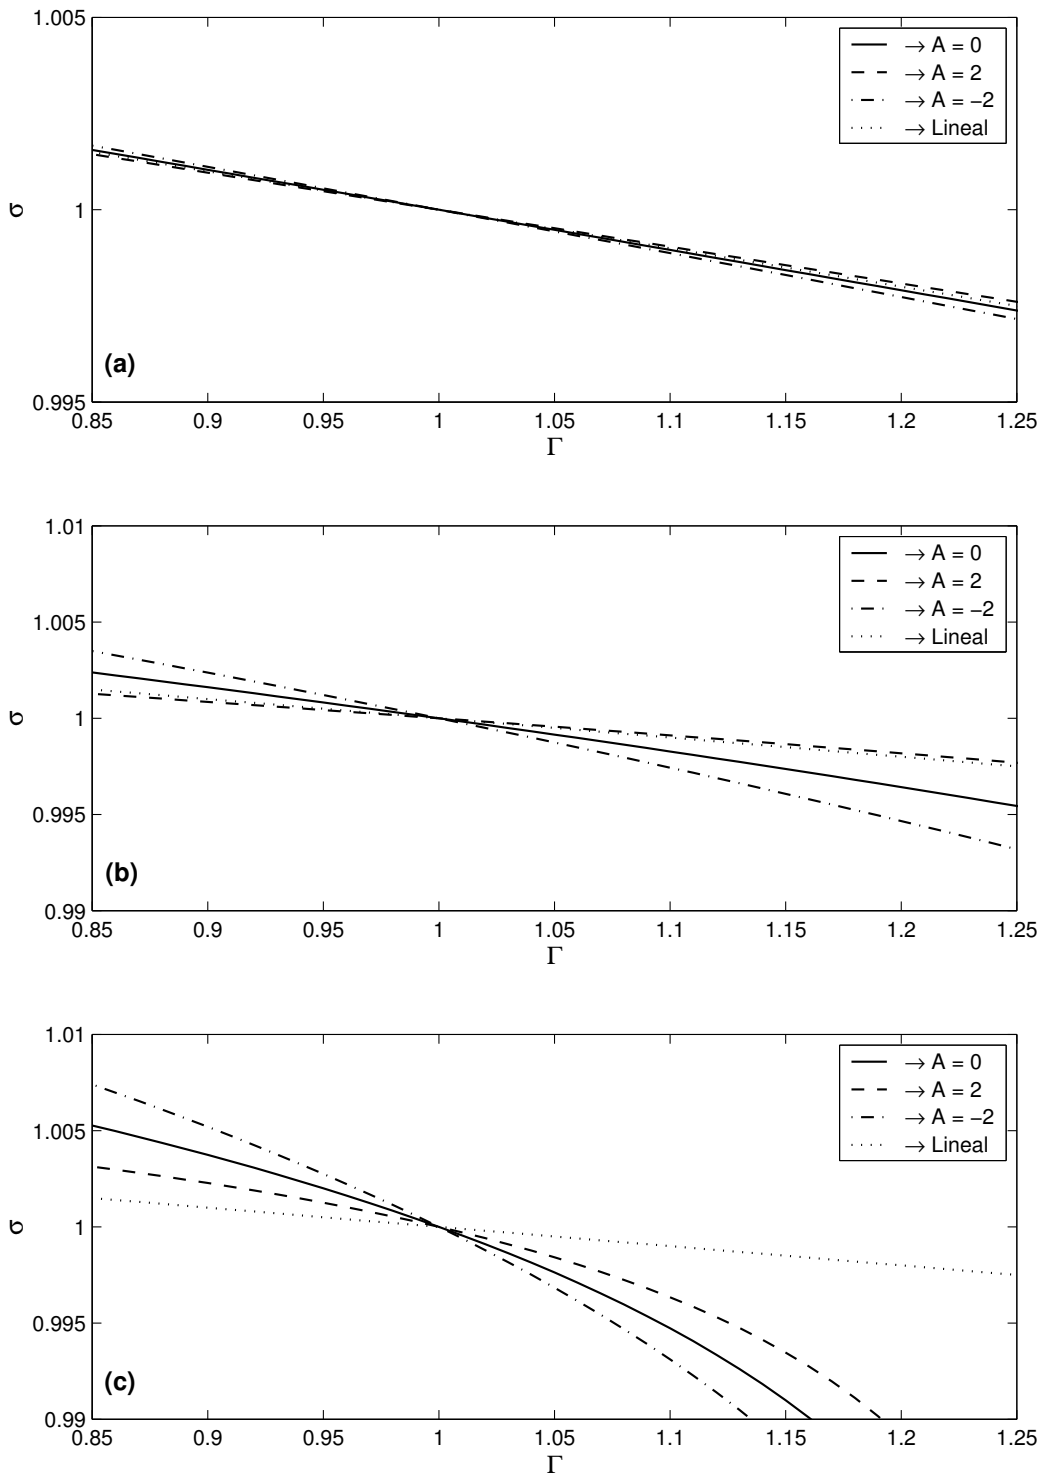 1.005
1
0.995
σ
→ A = 0
→ A = 2
→ A = −2
→ Lineal
(a)
0.85 0.9 0.95 1 1.05 1.1 1.15 1.2 1.25
Γ
1.01
1.005
1
0.995
0.99
σ
→ A = 0
→ A = 2
→ A = −2
→ Lineal
(b)
0.85 0.9 0.95 1 1.05 1.1 1.15 1.2 1.25
Γ
1.01
1.005
1
0.995
0.99
σ
→ A = 0
→ A = 2
→ A = −2
→ Lineal
(c)
0.85 0.9 0.95 1 1.05 1.1 1.15 1.2 1.25
Γ